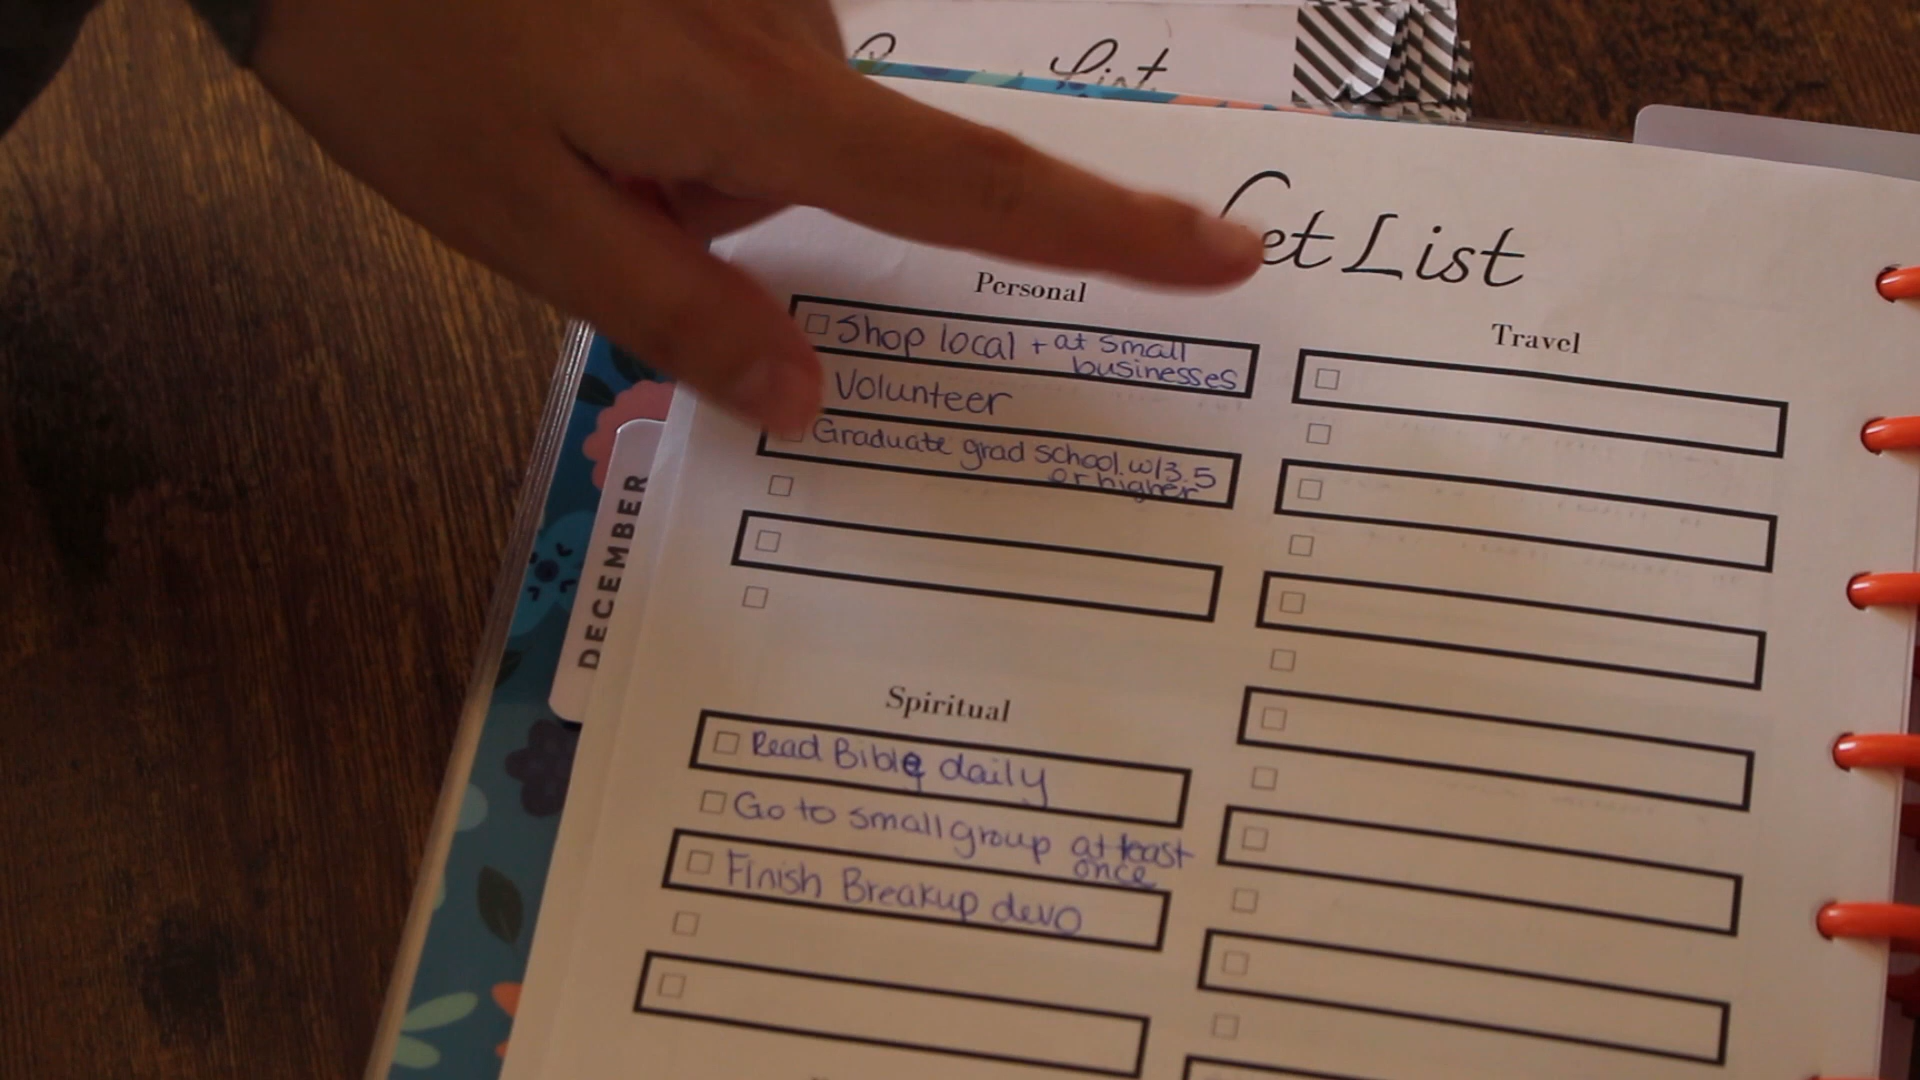 List
et List
Personal
Shop local + at small
businesses
Volunteer
Graduate grad school w/3.5
or higher
Travel
DECEMBER
Spiritual
Read Bible daily
Go to small group at least
once
Finish Breakup devo